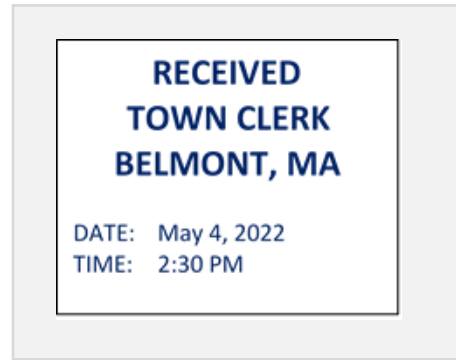 RECEIVED
TOWN CLERK
BELMONT, MA
DATE: May 4, 2022
TIME: 2:30 PM